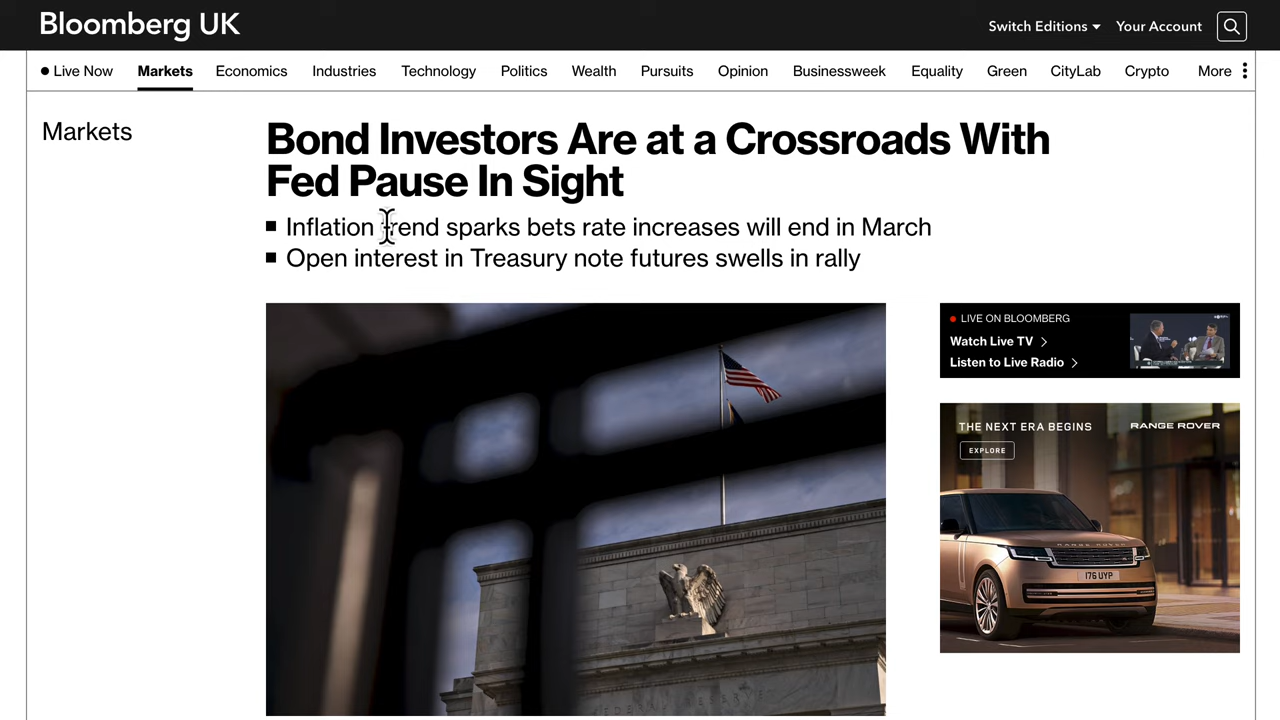 Bloomberg UK
Switch Editions
Your Account
Live Now
Markets
Economics
Industries
Technology
Politics
Wealth
Pursuits
Opinion
Businessweek
Equality
Green
CityLab
Crypto
More
Markets
Bond Investors Are at a Crossroads With
Fed Pause In Sight
Inflation trend sparks bets rate increases will end in March
Open interest in Treasury note futures swells in rally
LIVE ON BLOOMBERG
Watch Live TV
Listen to Live Radio
THE NEXT ERA BEGINS
RANGE ROVER
EXPLORE
RANGE ROVER
176 UYP